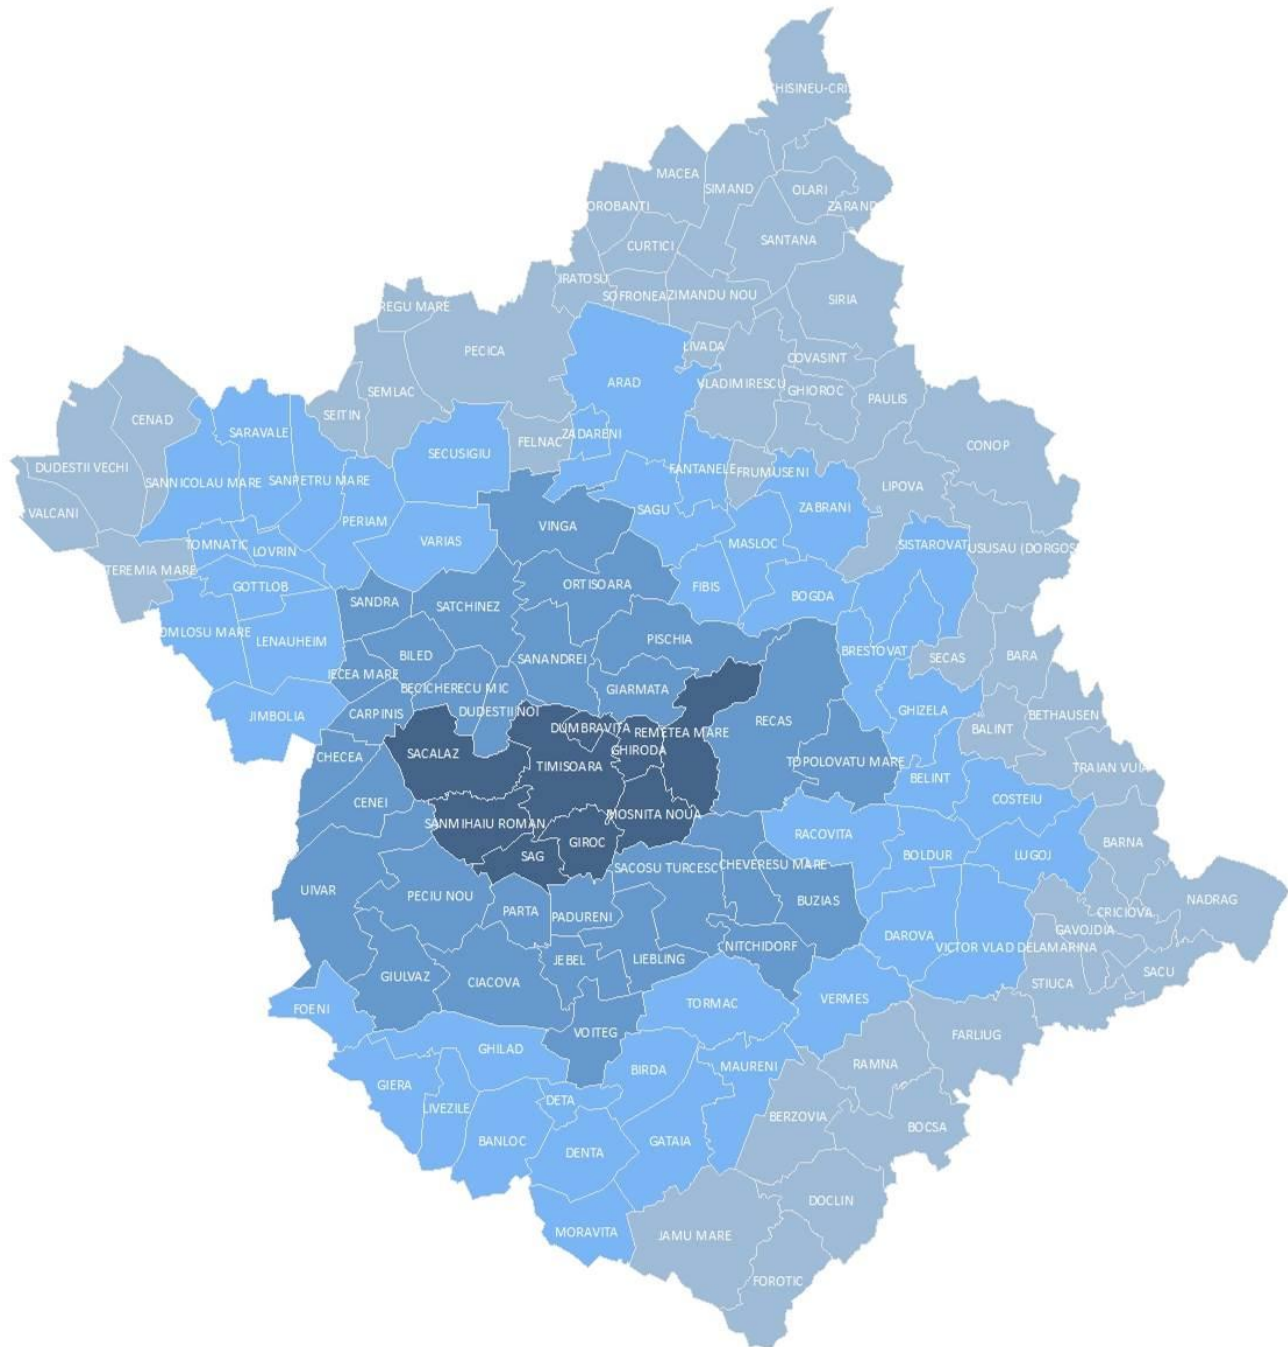 CHISINEU-CRIS
MACEA
SIMAND
OLARI
ZARAND
OROBANTI
CURTICI
SANTANA
IRATOSU
SOFRONEA
ZIMANDU NOU
SIRIA
REGU MARE
PECICA
LIVADA
COVASINT
ARAD
SEMLAC
VLADIMIRESCU
GHIOROC
PAULIS
CENAD
SEITIN
SARAVALE
ZADARENI
FELNAC
CONOP
SECUSIGIU
DUDESTII VECHI
FANTANELE
FRUMUSENI
SANNICOLAU MARE
SANPETRU MARE
LIPOVA
ZABRANI
VALCANI
PERIAM
SAGU
VINGA
VARIAS
MASLOC
TOMNATIC
LOVRIN
SISTAROVAT
USUSAU (DORGOS
TEREMIA MARE
GOTTLOB
ORTISOARA
FIBIS
BOGDA
SANDRA
SATCHINEZ
OMLOSU MARE
LENAUHEIM
PISCHIA
BRESTOVAT
BILED
SANANDREI
SECAS
BARA
IECEA MARE
BECICHERECU MIC
GIARMATA
JIMBOLIA
CARPINIS
DUDESTII NOI
GHIZELA
BETHAUSEN
RECAS
DUMBRAVITA
REMETEA MARE
BALINT
SACALAZ
GHIRODA
CHECEA
TIMISOARA
TOPOLOVATU MARE
TRAIAN VUIA
BELINT
CENEI
COSTEIU
SANMIHAIU ROMAN
MOSNITA NOUA
RACOVITA
GIROC
BARNA
SAG
BOLDUR
LUGOJ
SACOSU TURCESC
CHEVERESU MARE
UIVAR
PECIU NOU
BUZIAS
NADRAG
PARTA
PADURENI
CRICIOVA
GAVOJDIA
DAROVA
NITCHIDORF
VICTOR VLAD DELAMARINA
JEBEL
LIEBLING
GIULVAZ
CIACOVA
SACU
STIUCA
FOENI
TORMAC
VERMES
VOITEG
FARLIUG
GHILAD
BIRDA
MAURENI
RAMNA
GIERA
DETA
LIVEZILE
BERZOVIA
BOCSA
BANLOC
GATAIA
DENTA
DOCLIN
MORAVITA
JAMU MARE
FOROTIC